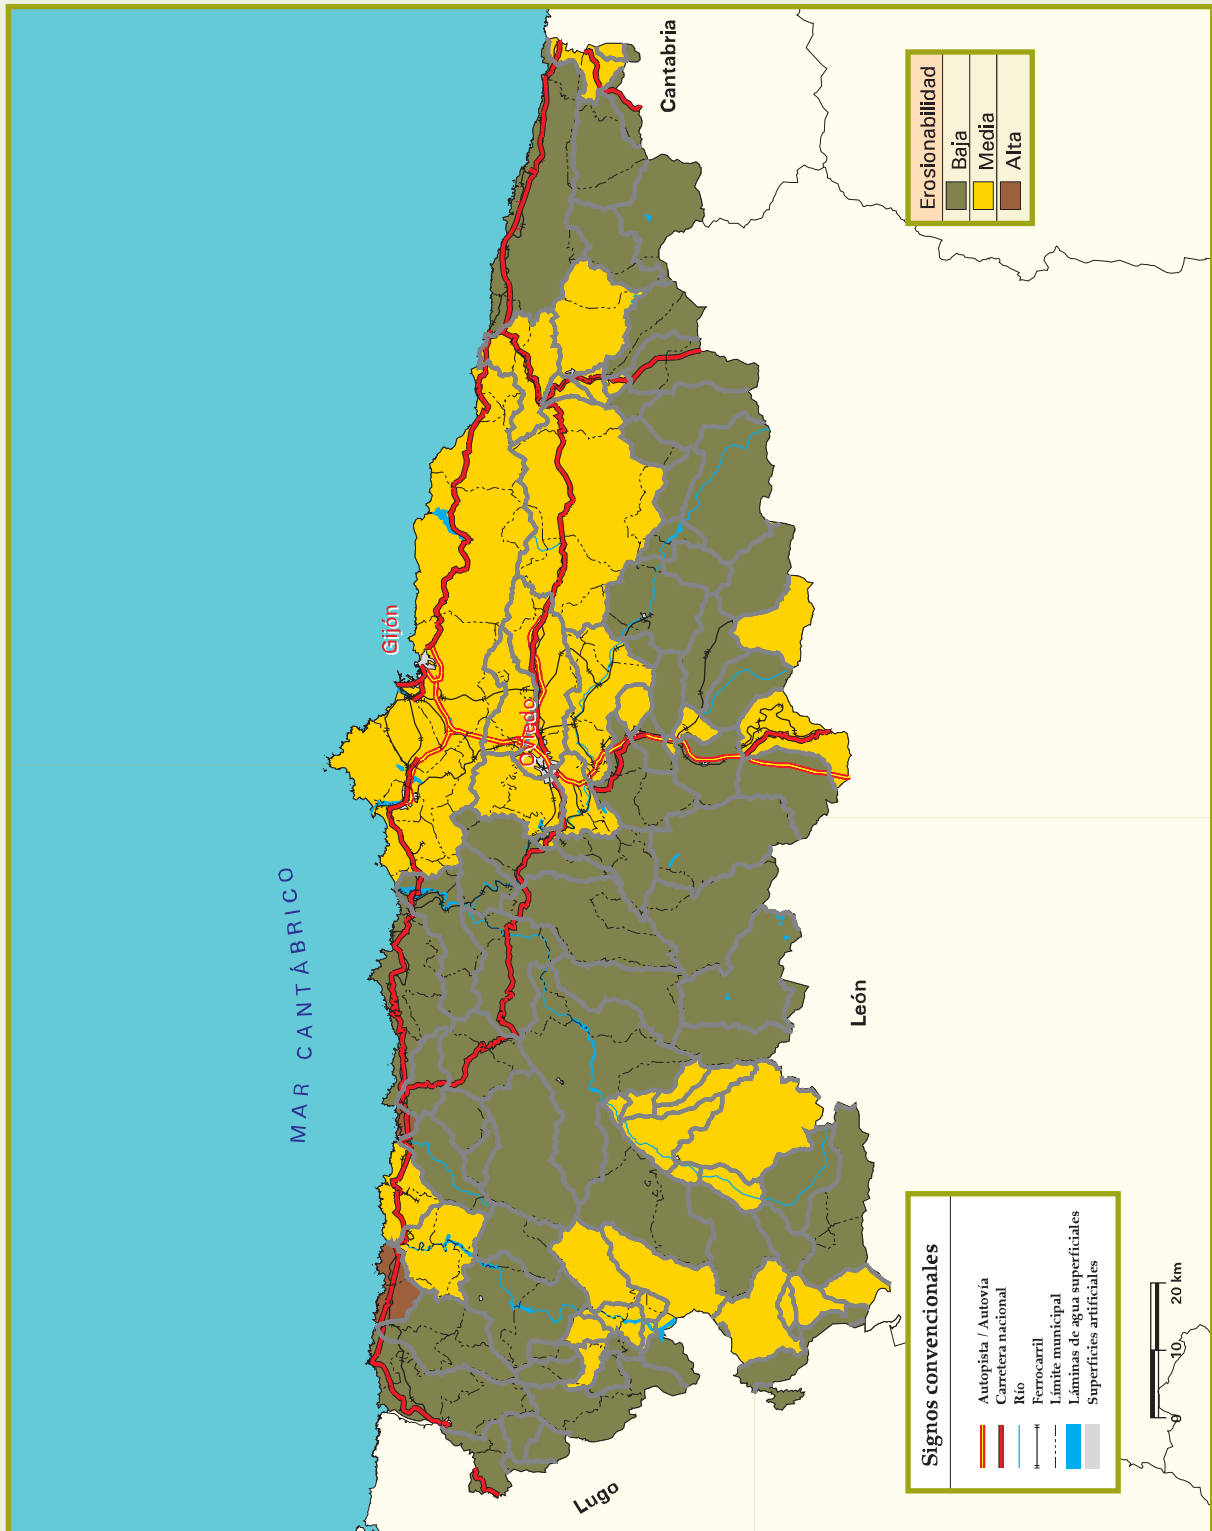 MAR CANTÁBRICO
Gijón
Oviedo
Cantabria
León
Lugo
Erosionabilidad
Baja
Media
Alta
Signos convencionales
Autopista / Autovía
Carretera nacional
Río
Ferrocarril
Límite municipal
Láminas de agua superficiales
Superficies artificiales
0 10 20 km